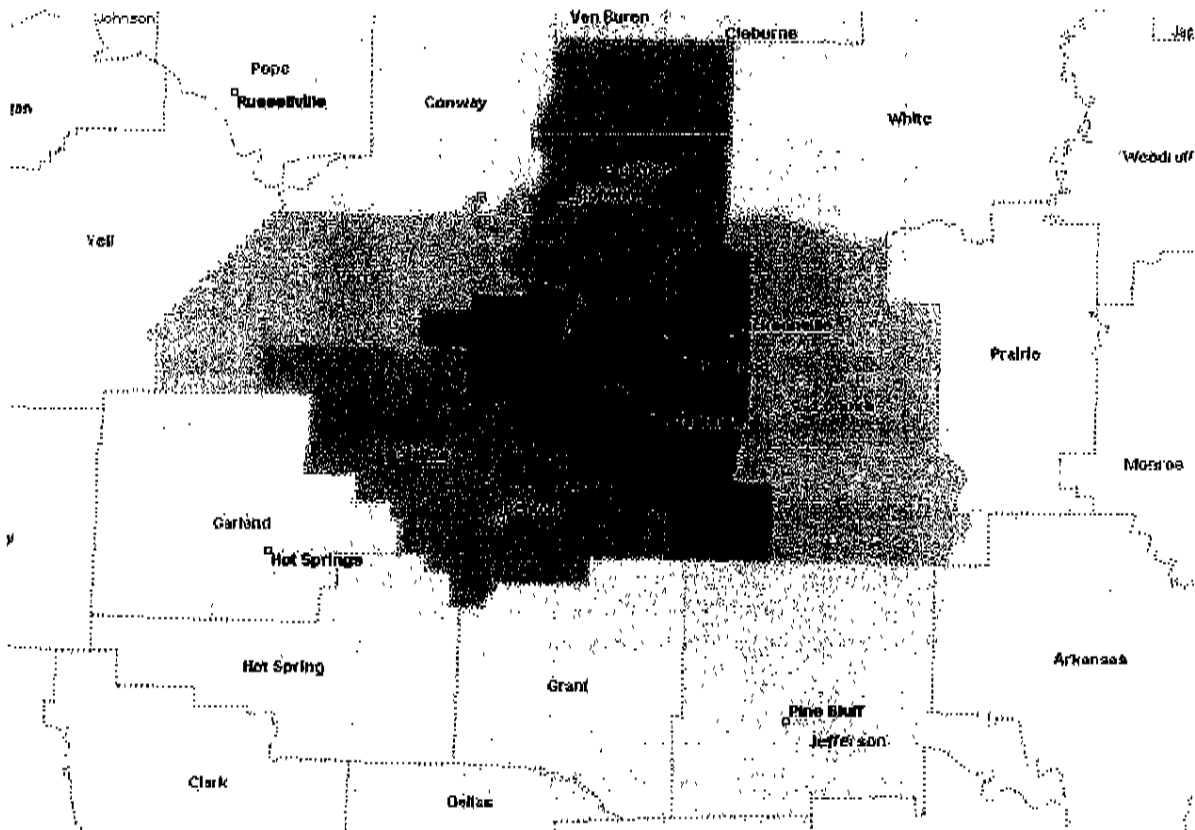 Johnson
Van Buren
Cleburne
Pope
Russellville
Conway
White
Woodruff
Yell
Prairie
Monroe
Garland
Hot Springs
Hot Spring
Grant
Arkansas
Pine Bluff
Jefferson
Clark
Dallas